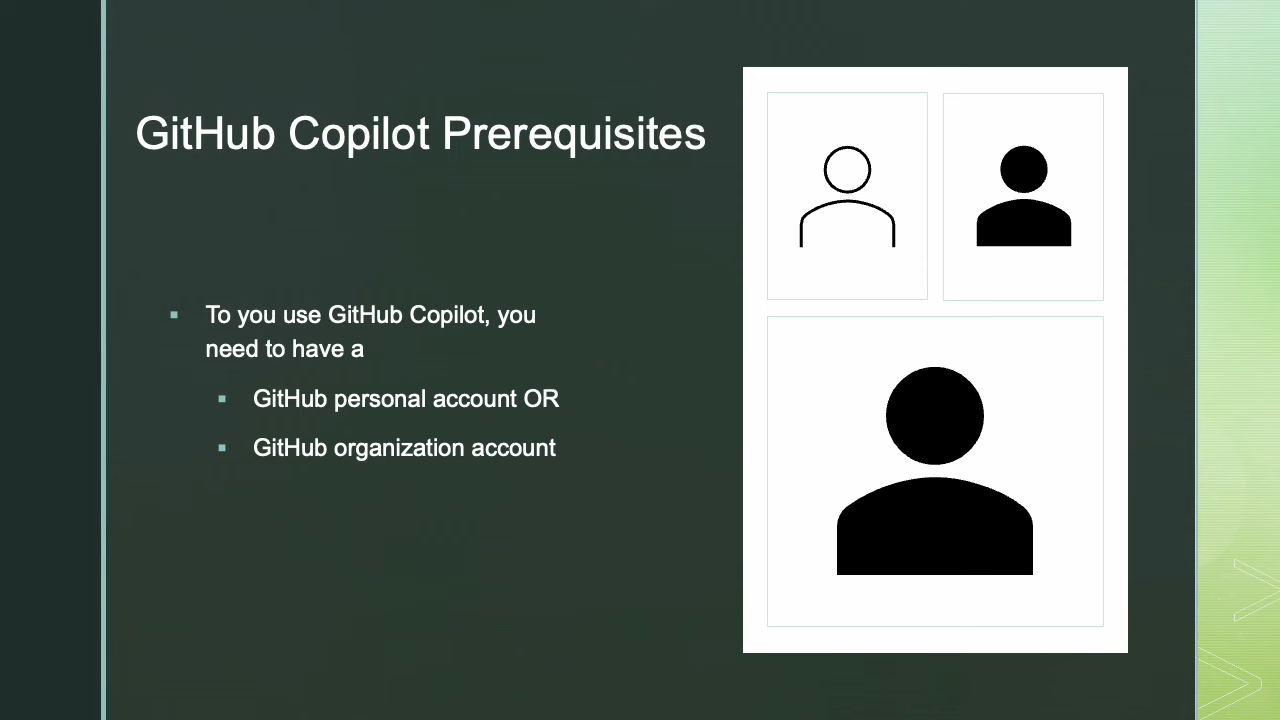 GitHub Copilot Prerequisites
To you use GitHub Copilot, you
need to have a
GitHub personal account OR
GitHub organization account